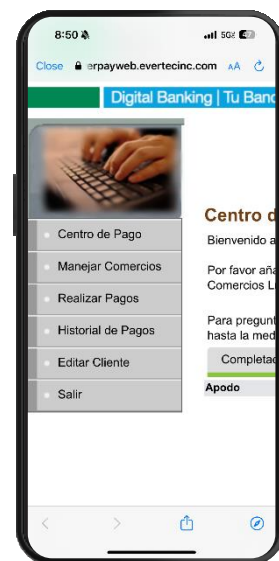 8:50
5G
Close erpayweb.evertecinc.com AA
Digital Banking | Tu Banc
Centro de Pago
Manejar Comercios
Realizar Pagos
Historial de Pagos
Editar Cliente
Salir
Centro d
Bienvenido a
Por favor aña
Comercios L
Para pregunt
hasta la med
Completad
Apodo